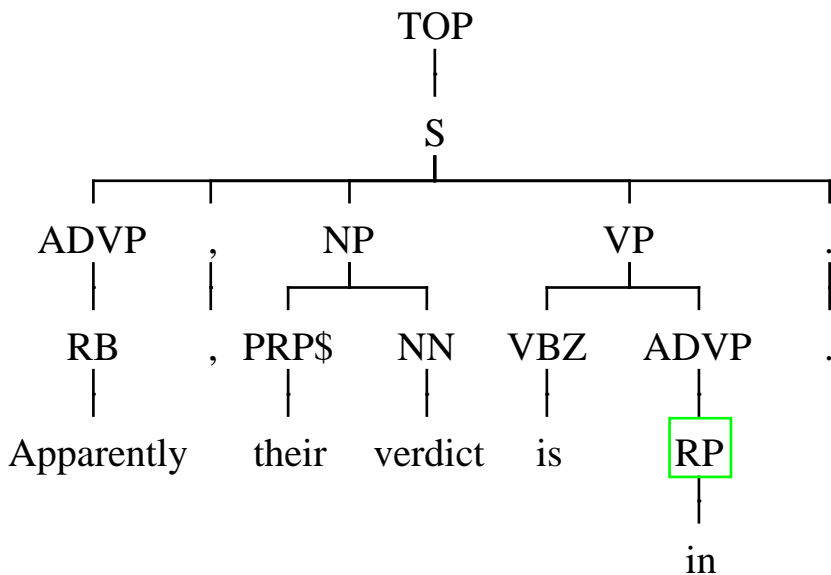 TOP
S
ADVP , NP VP .
RB , PRP$ NN VBZ ADVP .
Apparently their verdict is RP
in